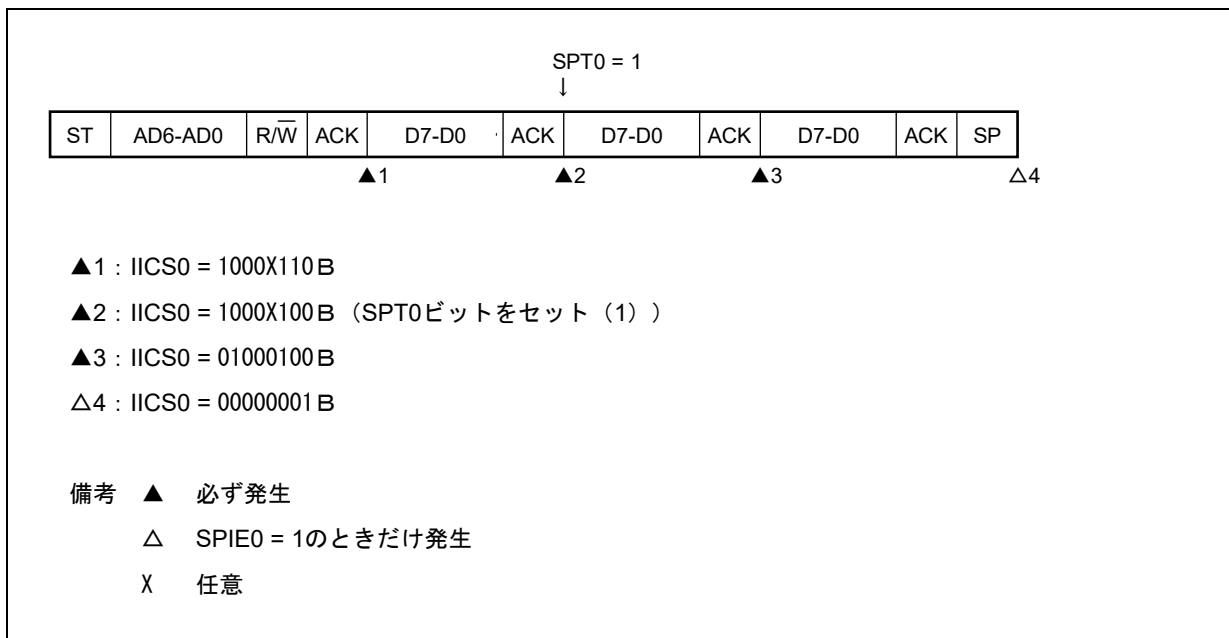 SPT0 = 1
↓
ST AD6-AD0 R/W̅ ACK D7-D0 ACK D7-D0 ACK D7-D0 ACK SP
▲1 ▲2 ▲3 △4
▲1：IICS0 = 1000X110B
▲2：IICS0 = 1000X100B（SPT0ビットをセット（1））
▲3：IICS0 = 01000100B
△4：IICS0 = 00000001B
備考 ▲ 必ず発生
△ SPIE0 = 1のときだけ発生
X 任意